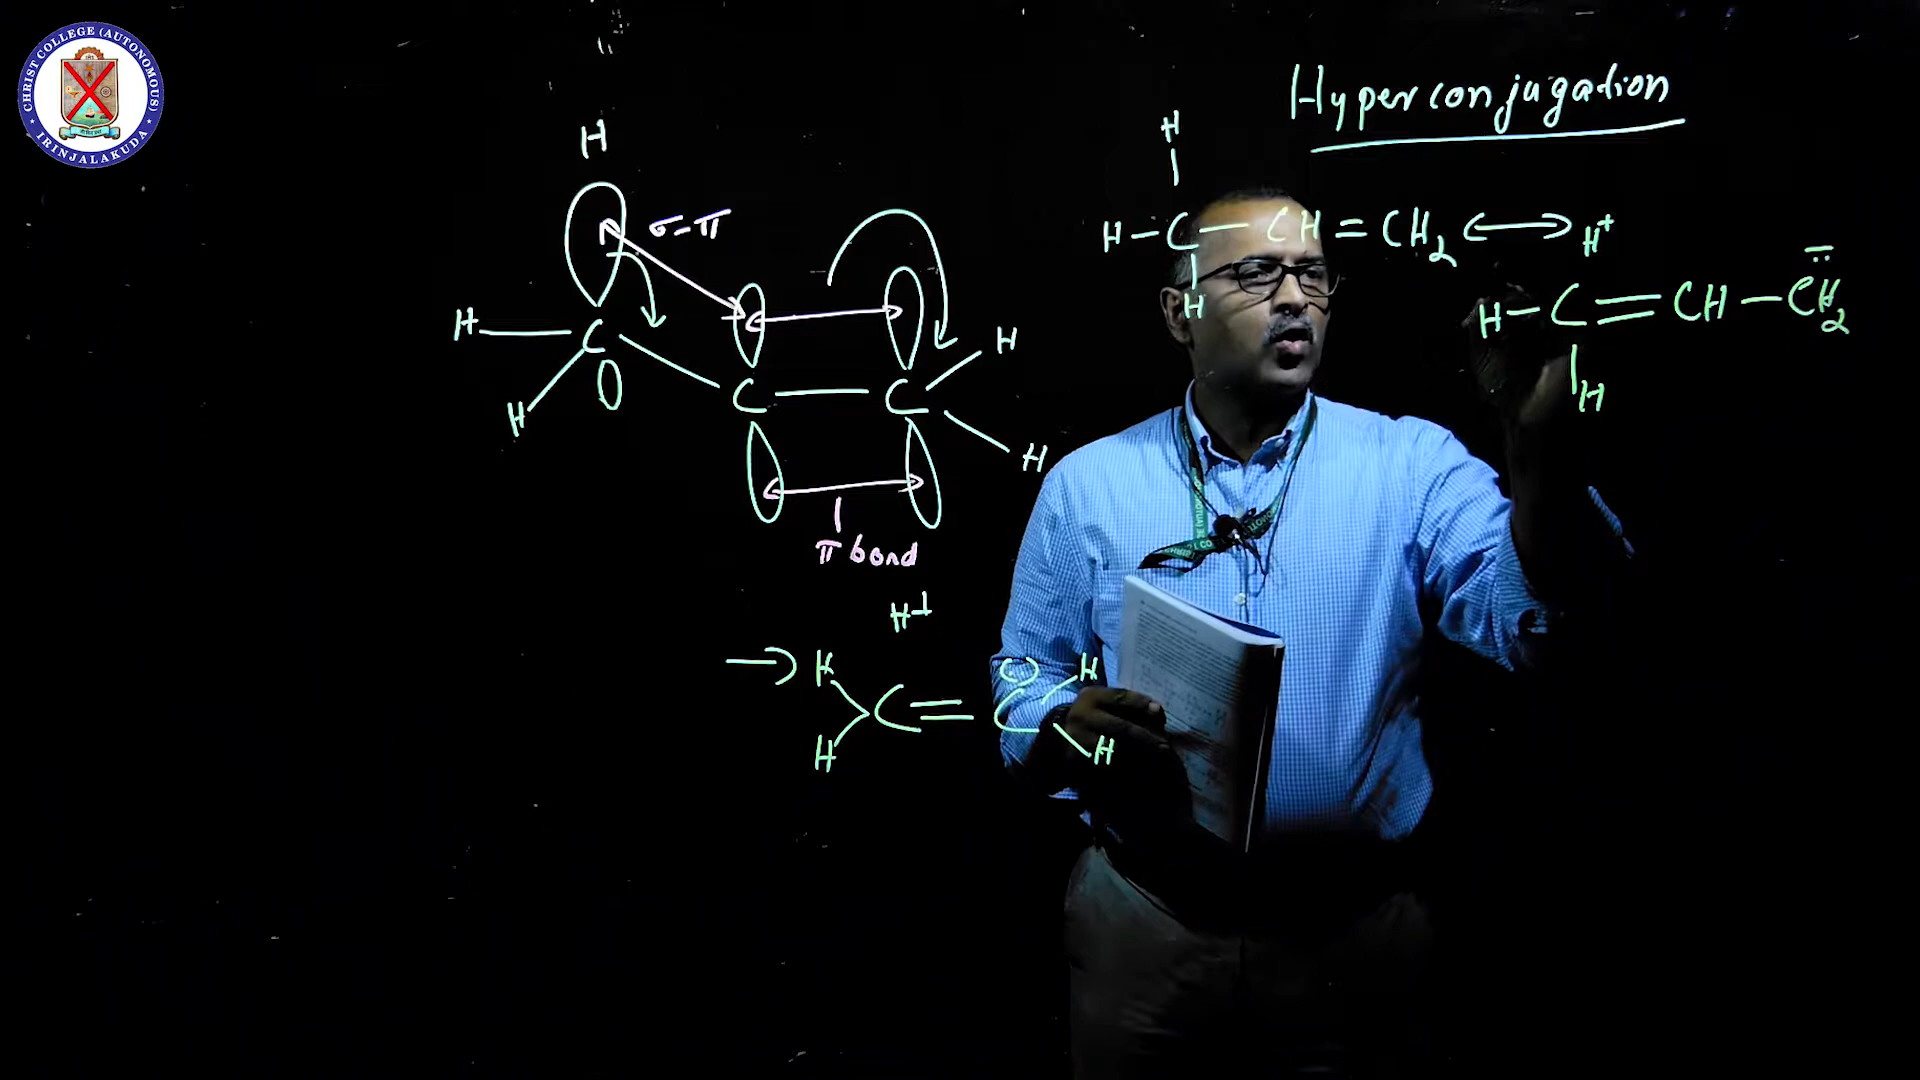 CHRIST COLLEGE (AUTONOMOUS)
IRINJALAKUDA
Hyperconjugation
H
σ-π
H
C
H
C
C
H
H
π bond
H
H-C-CH=CH2 ⟷ H+
H
H-C=CH-CH2
H
H+
→ H
C=C
H
H
H